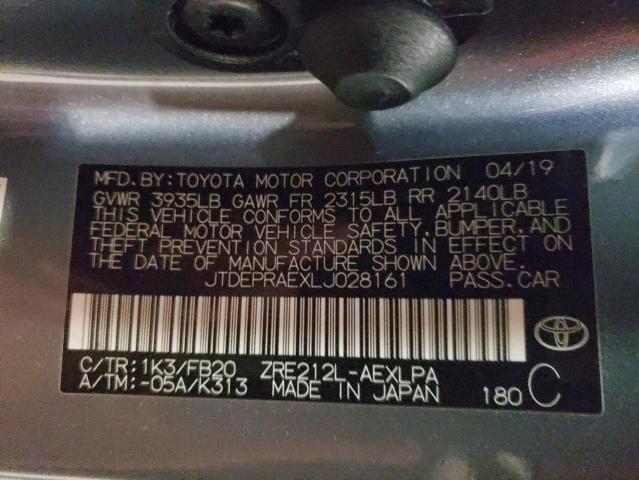 MFD.BY:TOYOTA MOTOR CORPORATION 04/19
GVWR 3935LB GAWR FR 2315LB RR 2140LB
THIS VEHICLE CONFORMS TO ALL APPLICABLE
FEDERAL MOTOR VEHICLE SAFETY,BUMPER,AND
THEFT PREVENTION STANDARDS IN EFFECT ON
THE DATE OF MANUFACTURE SHOWN ABOVE.
JTDEPRAEXLJ028161 PASS.CAR
C/TR:1K3/FB20 ZRE212L-AEXLPA
A/TM:-05A/K313 MADE IN JAPAN 180 C